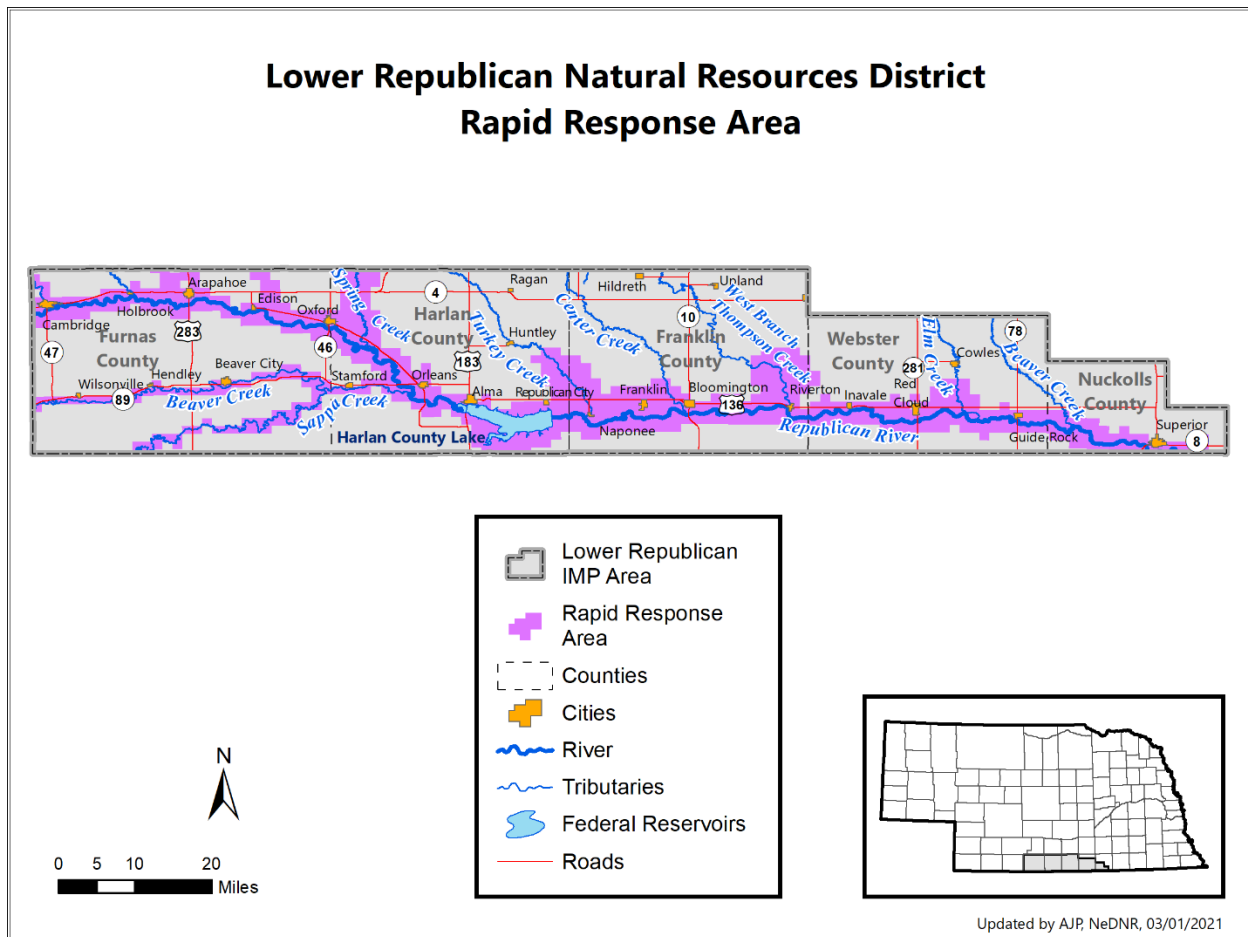 Lower Republican Natural Resources District
Rapid Response Area
Arapahoe
Holbrook
Edison
Oxford
Cambridge
Furnas
County
283
47
46
Beaver City
Hendley
Wilsonville
89
Beaver Creek
Stamford
Sappa Creek
Spring Creek
4
Harlan
County
Ragan
Huntley
183
Turkey Creek
Orleans
Alma
Republican City
Harlan County Lake
Center Creek
Hildreth
Upland
10
West Branch
Thompson Creek
Franklin
County
Franklin
Bloomington
136
Naponee
Riverton
Inavale
Red
Cloud
Republican River
Webster
County
281
Elm Creek
Cowles
78
Beaver Creek
Guide Rock
Nuckolls
County
Superior
8
Lower Republican
IMP Area
Rapid Response
Area
Counties
Cities
River
Tributaries
Federal Reservoirs
Roads
N
0 5 10 20
Miles
Updated by AJP, NeDNR, 03/01/2021